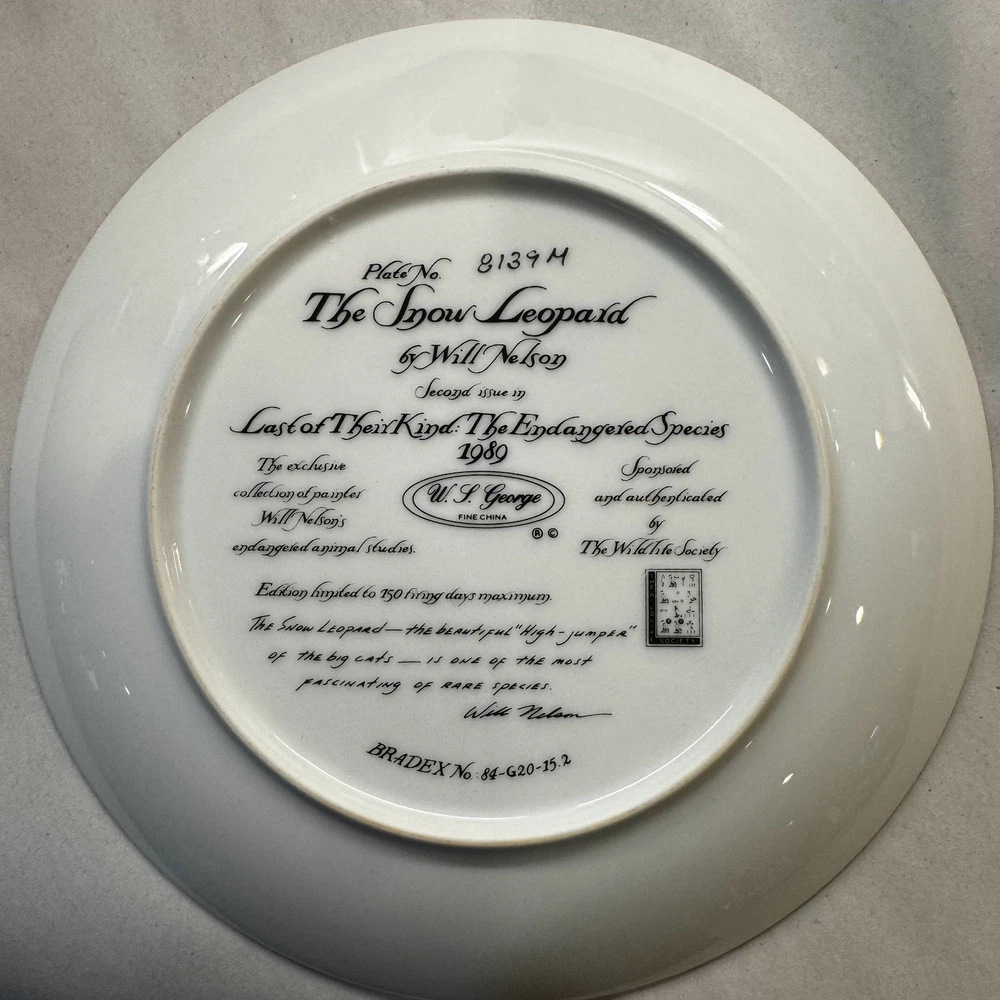 Plate No. 8139M
The Snow Leopard
by Will Nelson
Second issue in
Last of Their Kind: The Endangered Species
1989
The exclusive
collection of painter
Will Nelson's
endangered animal studies.
W. S. George
FINE CHINA
® ©
Sponsored
and authenticated
by
The Wildlife Society
SOCIETY
Edition limited to 150 firing days maximum.
The Snow Leopard — the beautiful "High-jumper"
of the big cats — is one of the most
fascinating of rare species.
Will Nelson
BRADEX No. 84-G20-15.2